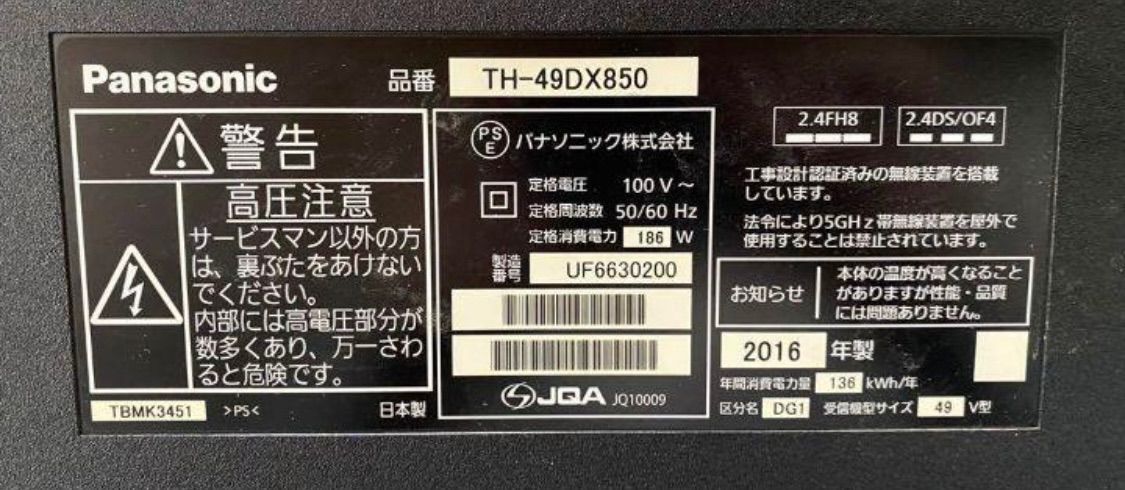 Panasonic
品番 TH-49DX850
警告
高圧注意
サービスマン以外の方
は、裏ぶたをあけない
でください。
内部には高電圧部分が
数多くあり、万一さわ
ると危険です。
TBMK3451 >PS< 日本製
PSE パナソニック株式会社
定格電圧 100 V ~
定格周波数 50/60 Hz
定格消費電力 186 W
製造番号 UF6630200
JQA JQ10009
2.4FH8 2.4DS/OF4
工事設計認証済みの無線装置を搭載
しています。
法令により5GHz帯無線装置を屋外で
使用することは禁止されています。
お知らせ
本体の温度が高くなること
がありますが性能・品質
には問題ありません。
2016 年製
年間消費電力量 136 kWh/年
区分名 DG1 受信機型サイズ 49 V型